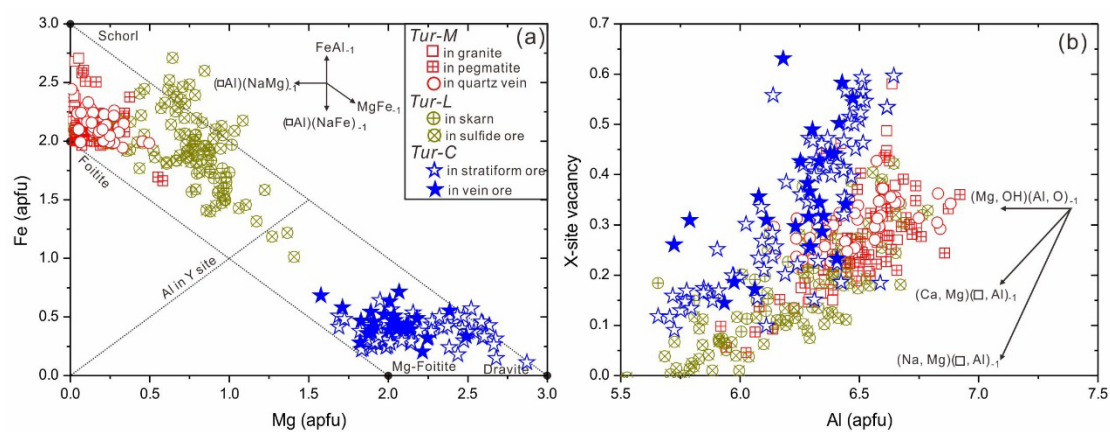 (a)
Schorl
FeAl₋₁
(□Al)(NaMg)₋₁
MgFe₋₁
(□Al)(NaFe)₋₁
Tur-M
in granite
in pegmatite
in quartz vein
Tur-L
in skarn
in sulfide ore
Tur-C
in stratiform ore
in vein ore
Foitite
Al in Y site
Mg-Foitite
Dravite
3.0
2.5
2.0
1.5
1.0
0.5
0.0
Fe (apfu)
0.0 0.5 1.0 1.5 2.0 2.5 3.0
Mg (apfu)
(b)
(Mg, OH)(Al, O)₋₁
(Ca, Mg)(□, Al)₋₁
(Na, Mg)(□, Al)₋₁
0.7
0.6
0.5
0.4
0.3
0.2
0.1
0.0
X-site vacancy
5.5 6.0 6.5 7.0 7.5
Al (apfu)